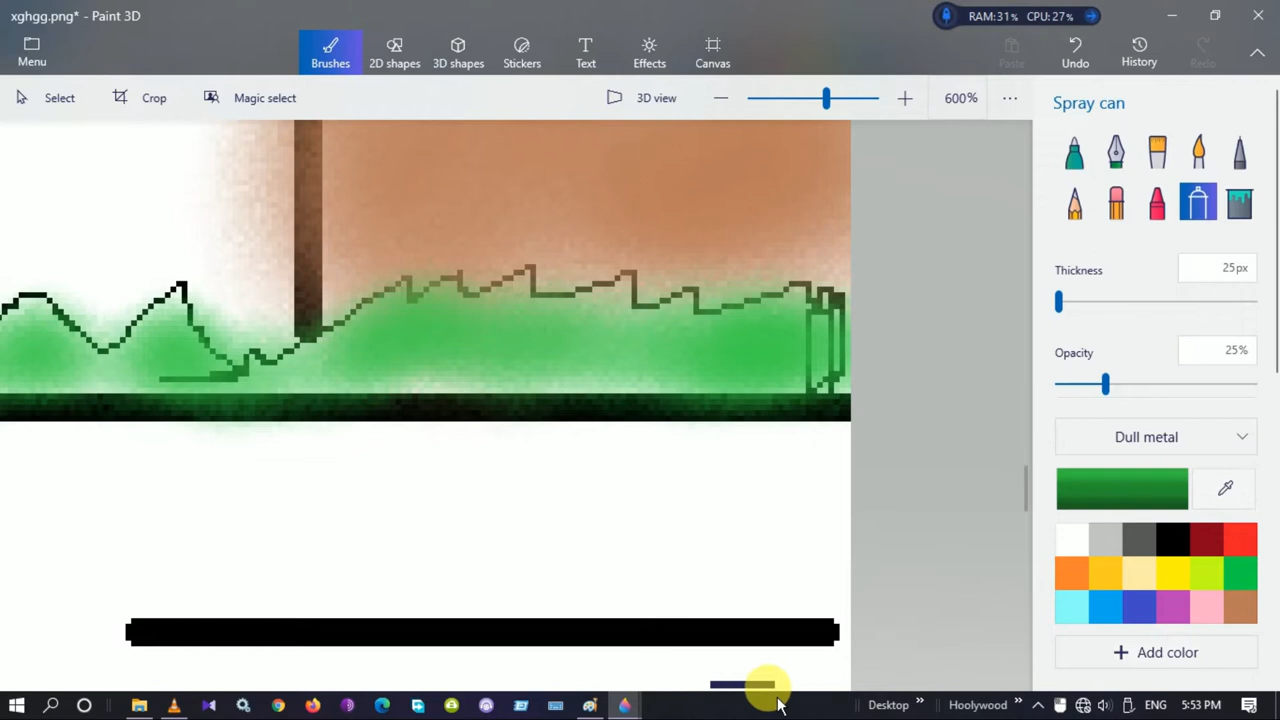 xghgg.png* - Paint 3D
RAM:31% CPU:27%
Menu
Brushes
2D shapes
3D shapes
Stickers
Text
Effects
Canvas
Paste
Undo
History
Redo
Select
Crop
Magic select
3D view
600%
Spray can
Thickness
25px
Opacity
25%
Dull metal
Add color
Desktop
Hoolywood
ENG
5:53 PM